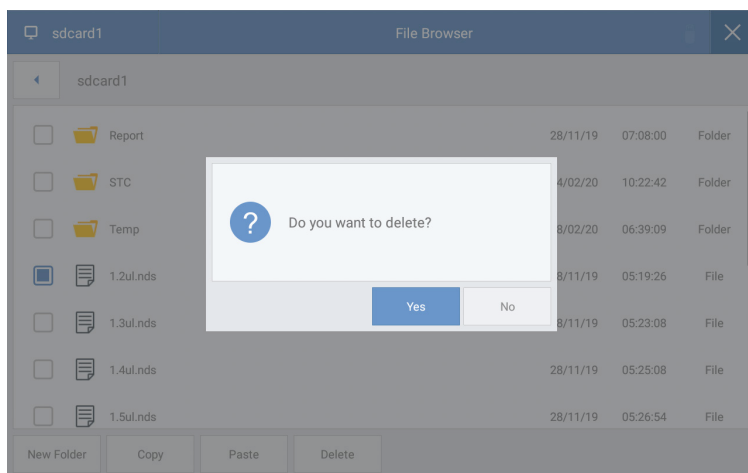 sdcard1 File Browser
sdcard1
Report 28/11/19 07:08:00 Folder
STC 4/02/20 10:22:42 Folder
Temp 8/02/20 06:39:09 Folder
1.2ul.nds 8/11/19 05:19:26 File
1.3ul.nds 8/11/19 05:23:08 File
1.4ul.nds 28/11/19 05:25:08 File
1.5ul.nds 28/11/19 05:26:54 File
Do you want to delete?
Yes No
New Folder Copy Paste Delete